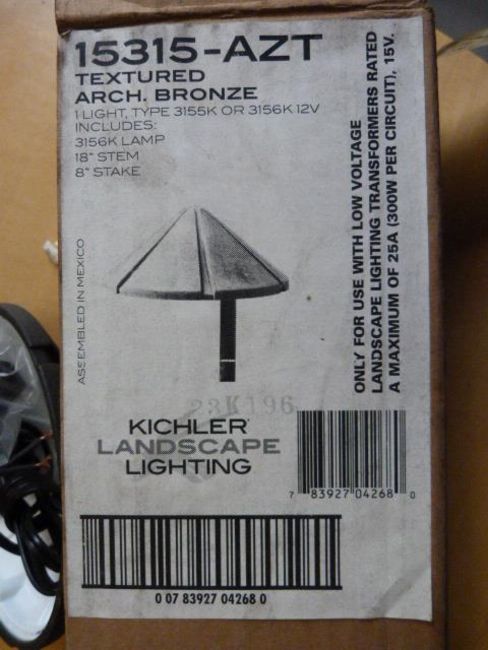 15315-AZT
TEXTURED
ARCH. BRONZE
1-LIGHT, TYPE 3155K OR 3156K 12V
INCLUDES:
3156K LAMP
18" STEM
8" STAKE
ONLY FOR USE WITH LOW VOLTAGE
LANDSCAPE LIGHTING TRANSFORMERS RATED
A MAXIMUM OF 25A (300W PER CIRCUIT), 15V.
ASSEMBLED IN MEXICO
23K196
KICHLER
LANDSCAPE
LIGHTING
7 83927 04268 0
0 07 83927 04268 0